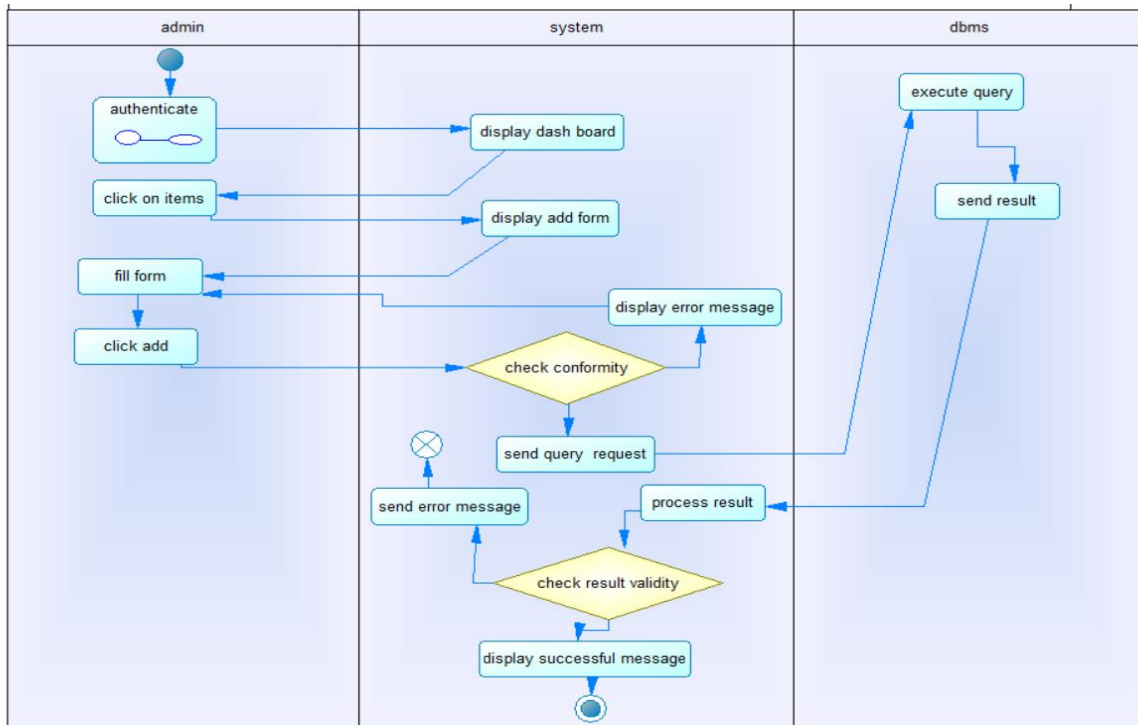 admin
system
dbms
authenticate
display dash board
execute query
click on items
display add form
send result
fill form
display error message
click add
check conformity
send query  request
send error message
process result
check result validity
display successful message